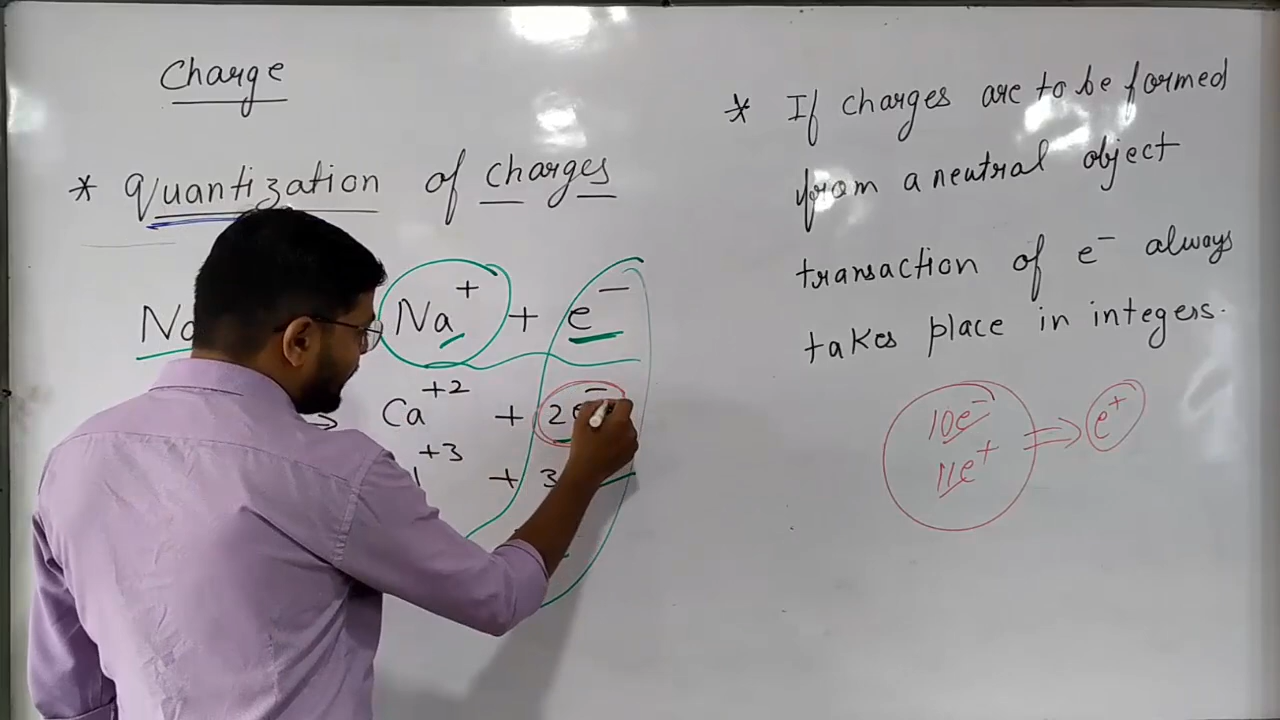 Charge
* Quantization of charges
Na⁺ + e⁻
→ Ca⁺² + 2e⁻
⁺³ + 3
* If charges are to be formed
from a neutral object
transaction of e⁻ always
takes place in integers.
10e⁻
11e⁺ ⇒ e⁺